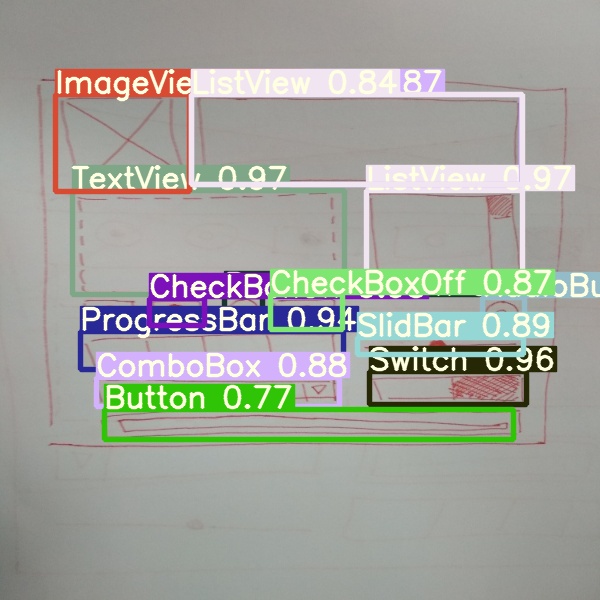 ImageVie
ListView 0.84
87
TextView 0.97
ListView 0.97
CheckBo
CheckBoxOff 0.87
ioBu
ProgressBar 0.94
SlidBar 0.89
ComboBox 0.88
Switch 0.96
Button 0.77